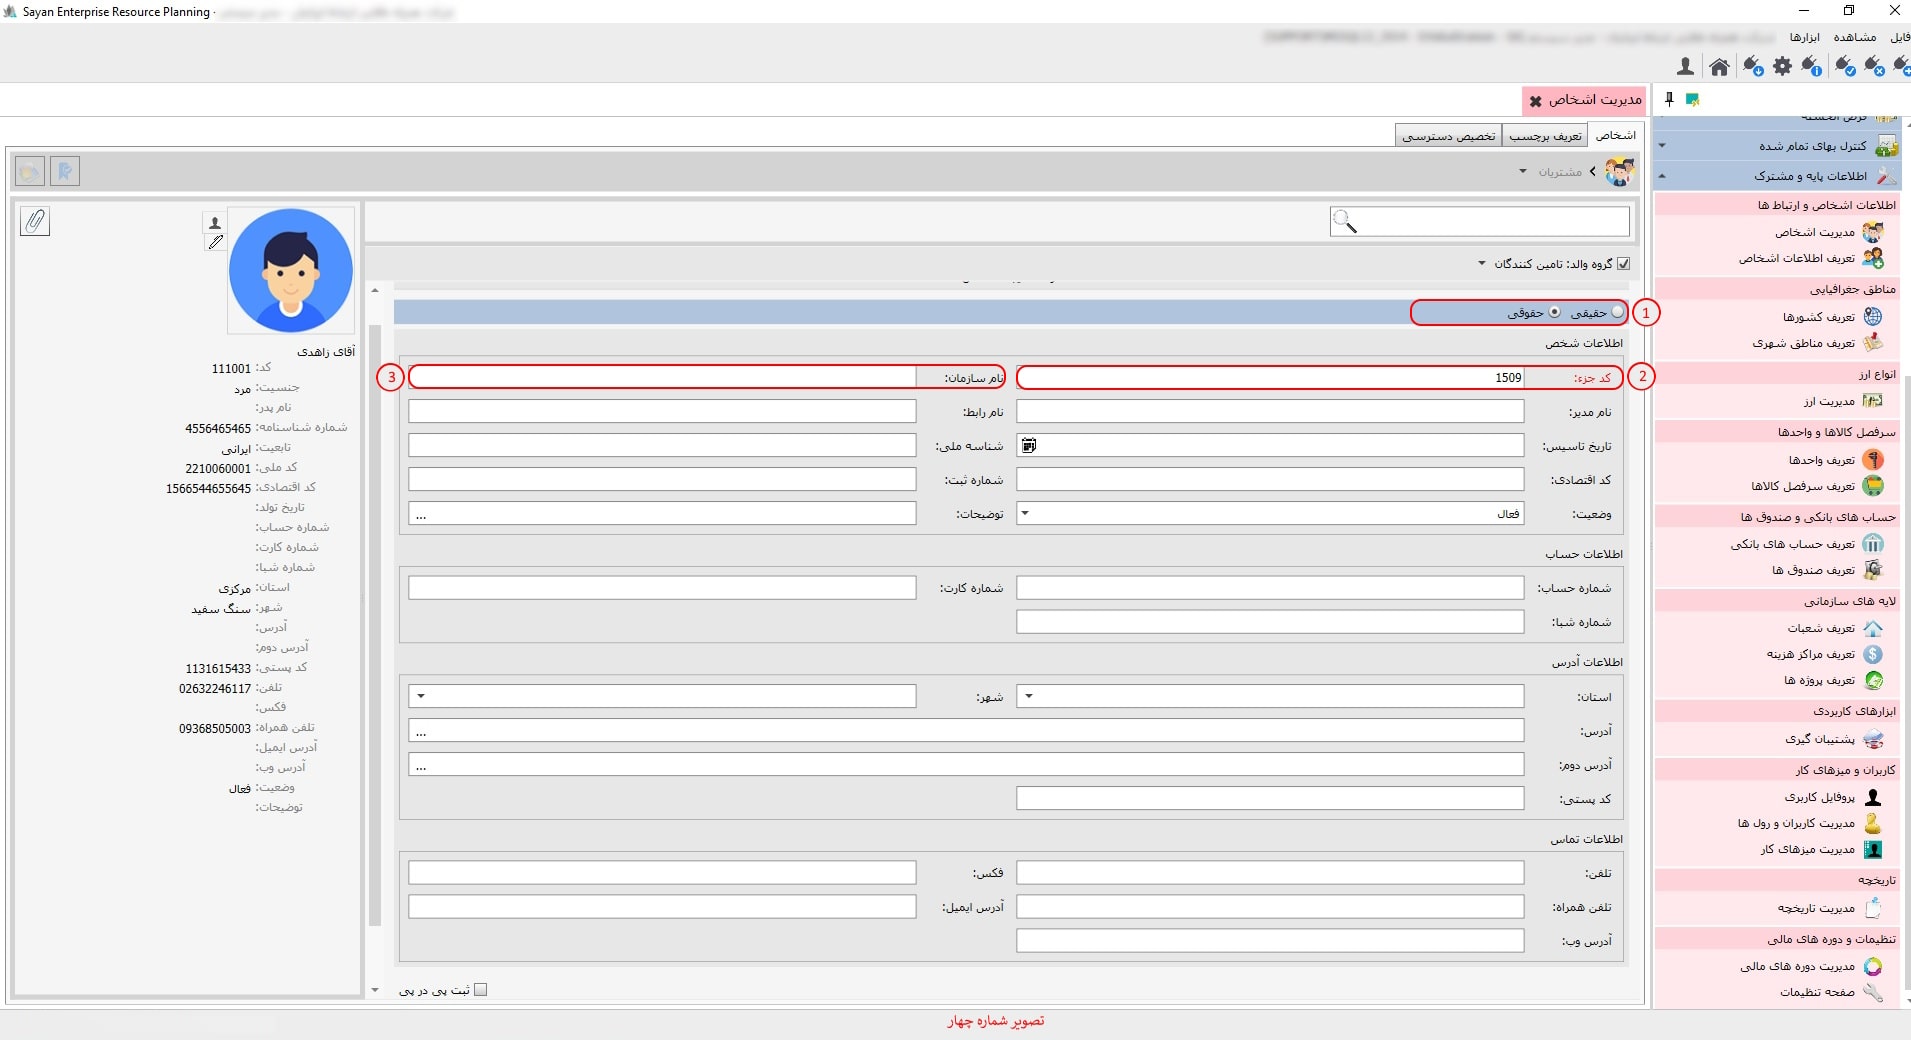 Sayan Enterprise Resource Planning -
فایل مشاهده ابزارها
مدیریت اشخاص
اشخاص تعریف برچسب تخصیص دسترسی
مشتریان
گروه والد: تامین کنندگان
حقیقی حقوقی 1
اطلاعات شخص
2 کد جزء: 1509 نام سازمان: 3
نام مدیر: نام رابط:
تاریخ تاسیس: شناسه ملی:
کد اقتصادی: شماره ثبت:
وضعیت: فعال توضیحات: ...
اطلاعات حساب
شماره حساب: شماره کارت:
شماره شبا:
اطلاعات آدرس
استان: شهر:
آدرس: ...
آدرس دوم: ...
کد پستی:
اطلاعات تماس
تلفن: فکس:
تلفن همراه: آدرس ایمیل:
آدرس وب:
ثبت پی در پی
آقای زاهدی
کد: 111001
جنسیت: مرد
نام پدر:
شماره شناسنامه: 4556465465
تابعیت: ایرانی
کد ملی: 2210060001
کد اقتصادی: 1566544655645
تاریخ تولد:
شماره حساب:
شماره کارت:
شماره شبا:
استان: مرکزی
شهر: سنگ سفید
آدرس:
آدرس دوم:
کد پستی: 1131615433
تلفن: 02632246117
فکس:
تلفن همراه: 09368505003
آدرس ایمیل:
آدرس وب:
وضعیت: فعال
توضیحات:
کنترل بهای تمام شده
اطلاعات پایه و مشترک
اطلاعات اشخاص و ارتباط ها
مدیریت اشخاص
تعریف اطلاعات اشخاص
مناطق جغرافیایی
تعریف کشورها
تعریف مناطق شهری
انواع ارز
مدیریت ارز
سرفصل کالاها و واحدها
تعریف واحدها
تعریف سرفصل کالاها
حساب های بانکی و صندوق ها
تعریف حساب های بانکی
تعریف صندوق ها
لایه های سازمانی
تعریف شعبات
تعریف مراکز هزینه
تعریف پروژه ها
ابزارهای کاربردی
پشتیبان گیری
کاربران و میزهای کار
پروفایل کاربری
مدیریت کاربران و رول ها
مدیریت میزهای کار
تاریخچه
مدیریت تاریخچه
تنظیمات و دوره های مالی
مدیریت دوره های مالی
صفحه تنظیمات
تصویر شماره چهار